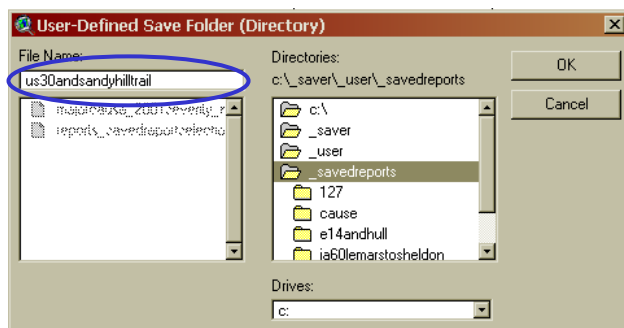 User-Defined Save Folder (Directory)
File Name:
us30andsandyhilltrail
Directories:
c:\_saver\_user\_savedreports
OK
Cancel
c:\
_saver
_user
_savedreports
127
cause
e14andhull
ia60lemarstosheldon
Drives:
c: